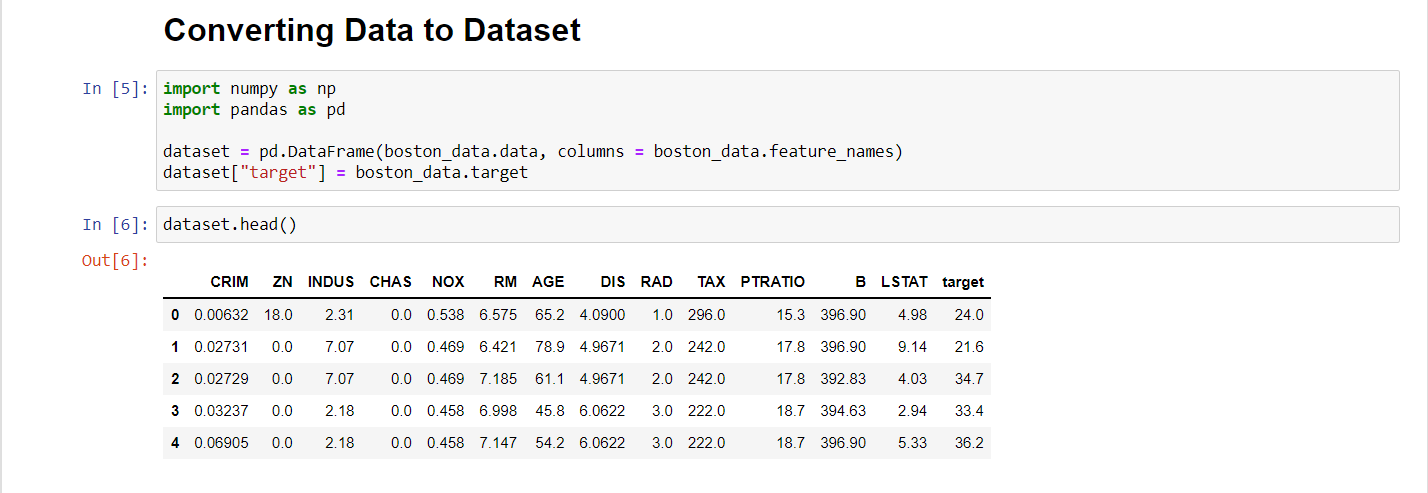 Converting Data to Dataset
In [5]: import numpy as np
import pandas as pd
dataset = pd.DataFrame(boston_data.data, columns = boston_data.feature_names)
dataset["target"] = boston_data.target
In [6]: dataset.head()
Out[6]:
CRIM ZN INDUS CHAS NOX RM AGE DIS RAD TAX PTRATIO B LSTAT target
0 0.00632 18.0 2.31 0.0 0.538 6.575 65.2 4.0900 1.0 296.0 15.3 396.90 4.98 24.0
1 0.02731 0.0 7.07 0.0 0.469 6.421 78.9 4.9671 2.0 242.0 17.8 396.90 9.14 21.6
2 0.02729 0.0 7.07 0.0 0.469 7.185 61.1 4.9671 2.0 242.0 17.8 392.83 4.03 34.7
3 0.03237 0.0 2.18 0.0 0.458 6.998 45.8 6.0622 3.0 222.0 18.7 394.63 2.94 33.4
4 0.06905 0.0 2.18 0.0 0.458 7.147 54.2 6.0622 3.0 222.0 18.7 396.90 5.33 36.2